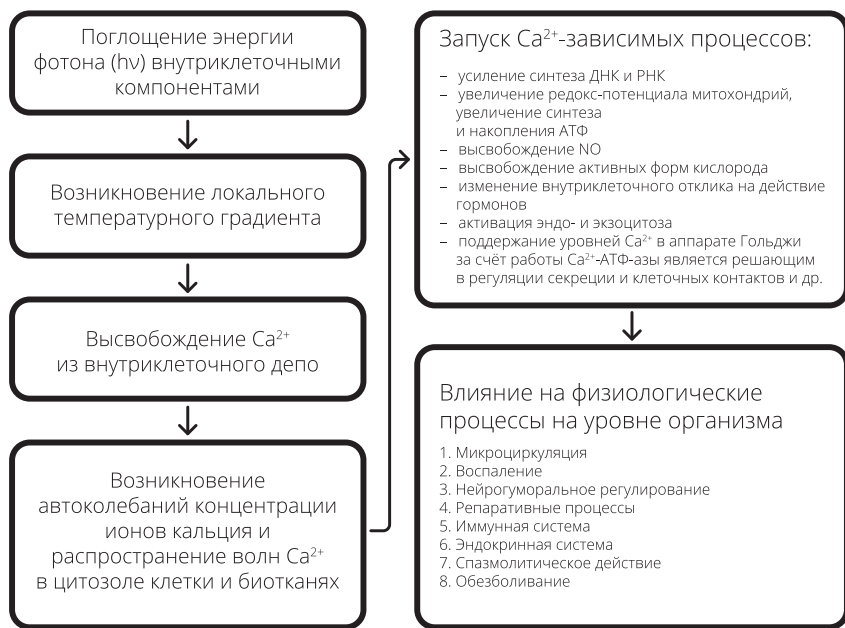 Поглощение энергии
фотона (hν) внутриклеточными
компонентами
Возникновение локального
температурного градиента
Высвобождение Ca²⁺
из внутриклеточного депо
Возникновение
автоколебаний концентрации
ионов кальция и
распространение волн Ca²⁺
в цитозоле клетки и биотканях
Запуск Ca²⁺-зависимых процессов:
– усиление синтеза ДНК и РНК
– увеличение редокс-потенциала митохондрий,
увеличение синтеза
и накопления АТФ
– высвобождение NO
– высвобождение активных форм кислорода
– изменение внутриклеточного отклика на действие
гормонов
– активация эндо- и экзоцитоза
– поддержание уровней Ca²⁺ в аппарате Гольджи
за счёт работы Ca²⁺-АТФ-азы является решающим
в регуляции секреции и клеточных контактов и др.
Влияние на физиологические
процессы на уровне организма
1. Микроциркуляция
2. Воспаление
3. Нейрогуморальное регулирование
4. Репаративные процессы
5. Иммунная система
6. Эндокринная система
7. Спазмолитическое действие
8. Обезболивание